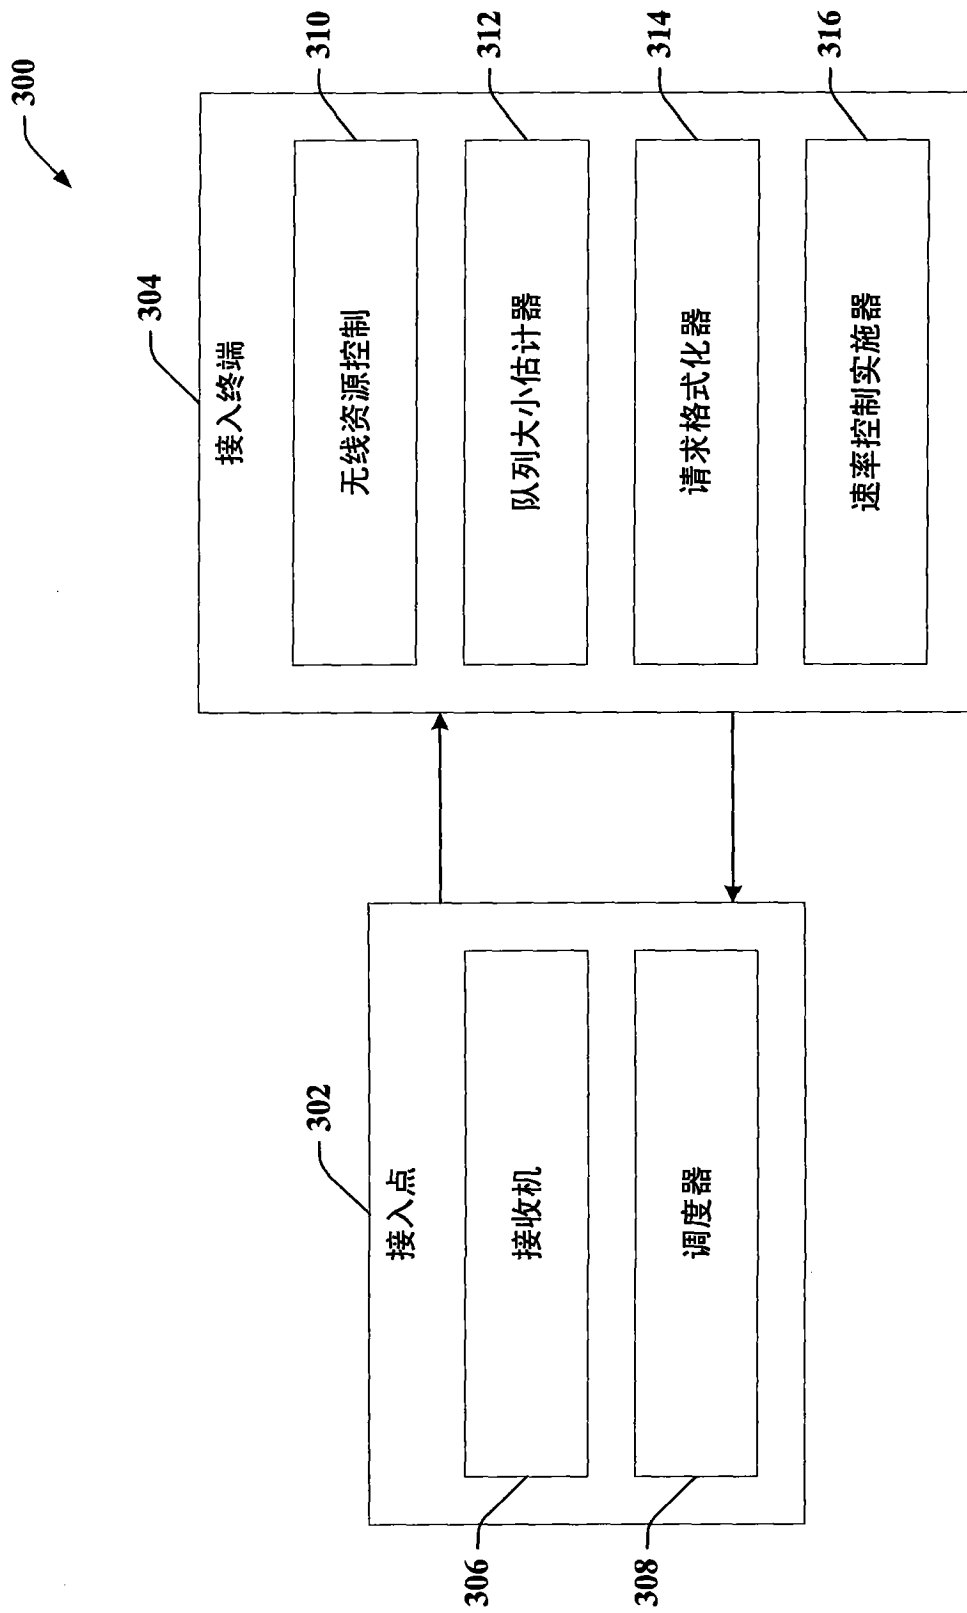 300
302
接入点
306
接收机
308
调度器
304
接入终端
310
无线资源控制
312
队列大小估计器
314
请求格式化器
316
速率控制实施器